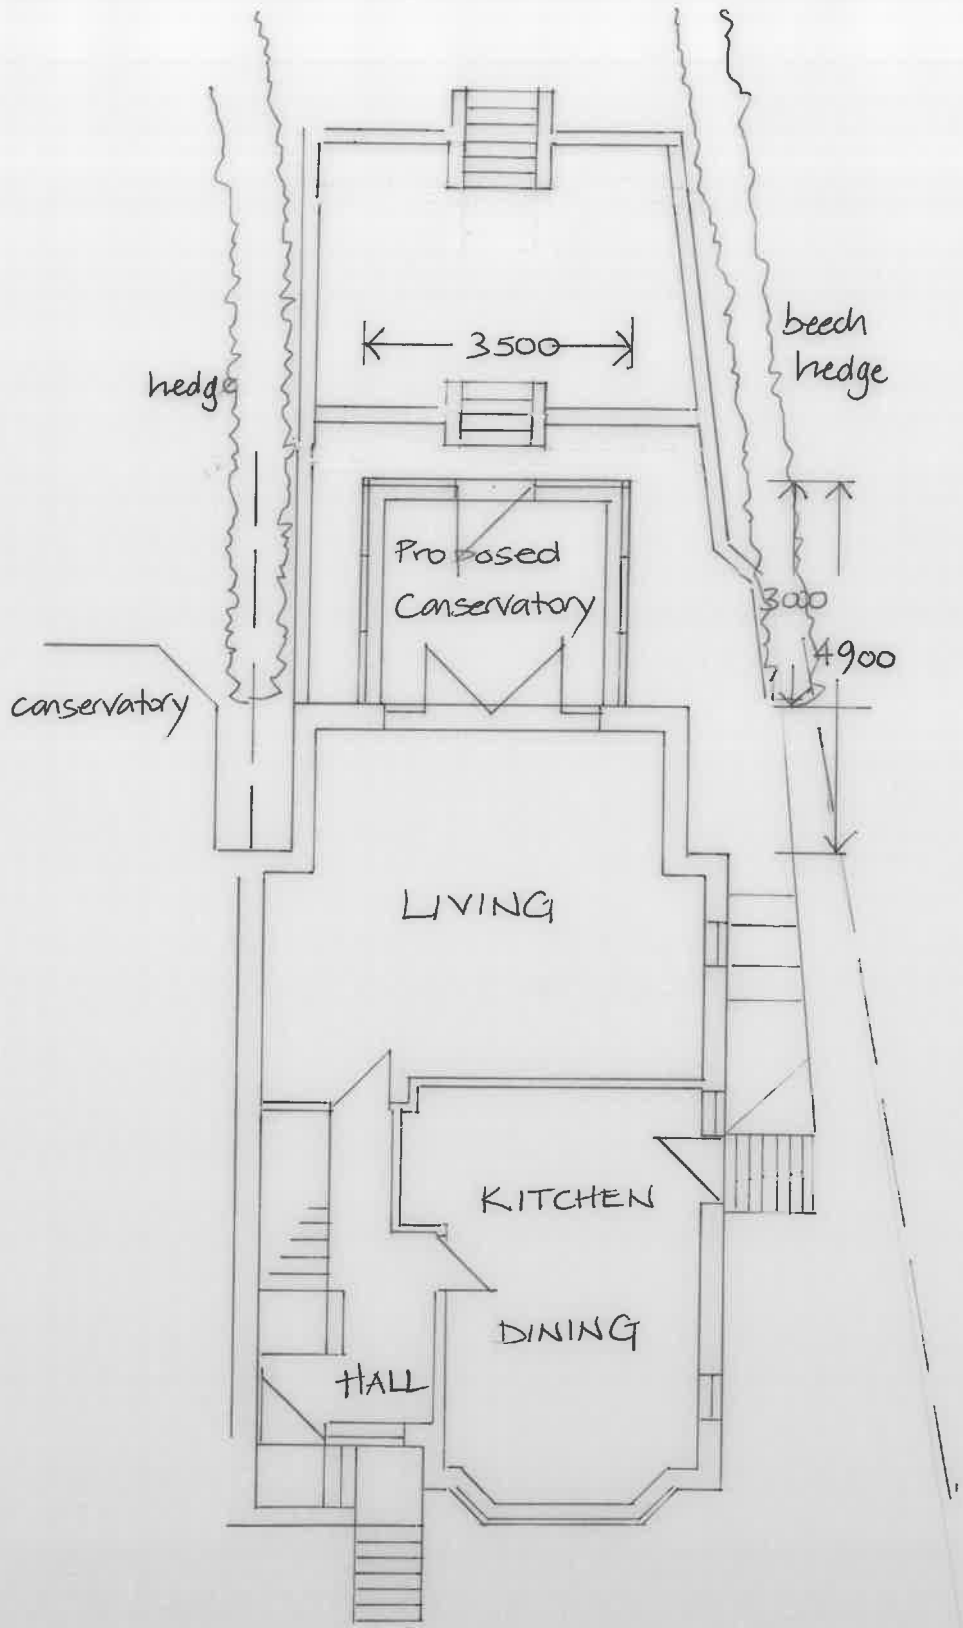 3500
beech
hedge
hedge
Proposed
Conservatory
3000
4900
conservatory
LIVING
KITCHEN
DINING
HALL